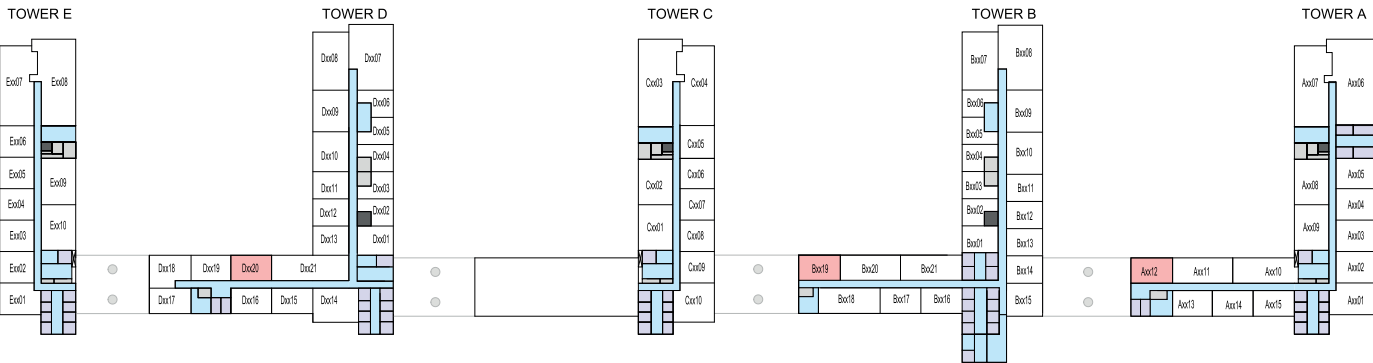 TOWER E
TOWER D
TOWER C
TOWER B
TOWER A
Exx07
Exx08
Exx06
Exx05
Exx09
Exx04
Exx03
Exx10
Exx02
Exx01
Dxx08
Dxx07
Dxx09
Dxx06
Dxx05
Dxx10
Dxx04
Dxx11
Dxx03
Dxx12
Dxx02
Dxx13
Dxx01
Dxx18
Dxx19
Dxx20
Dxx21
Dxx17
Dxx16
Dxx15
Dxx14
Cxx03
Cxx04
Cxx05
Cxx02
Cxx06
Cxx07
Cxx01
Cxx08
Cxx09
Cxx10
Bxx07
Bxx08
Bxx06
Bxx09
Bxx05
Bxx04
Bxx10
Bxx03
Bxx11
Bxx02
Bxx12
Bxx01
Bxx13
Bxx19
Bxx20
Bxx21
Bxx14
Bxx18
Bxx17
Bxx16
Bxx15
Axx07
Axx06
Axx08
Axx05
Axx04
Axx09
Axx03
Axx12
Axx11
Axx10
Axx02
Axx13
Axx14
Axx15
Axx01